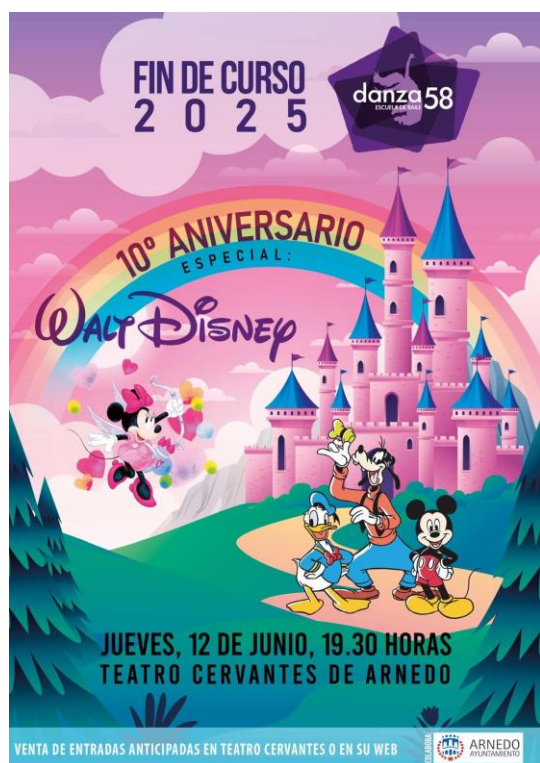 FIN DE CURSO
2025
danza58
ESCUELA DE BAILE
10º ANIVERSARIO
ESPECIAL:
WALT DISNEY
JUEVES, 12 DE JUNIO, 19.30 HORAS
TEATRO CERVANTES DE ARNEDO
VENTA DE ENTRADAS ANTICIPADAS EN TEATRO CERVANTES O EN SU WEB
COLABORA
ARNEDO
AYUNTAMIENTO